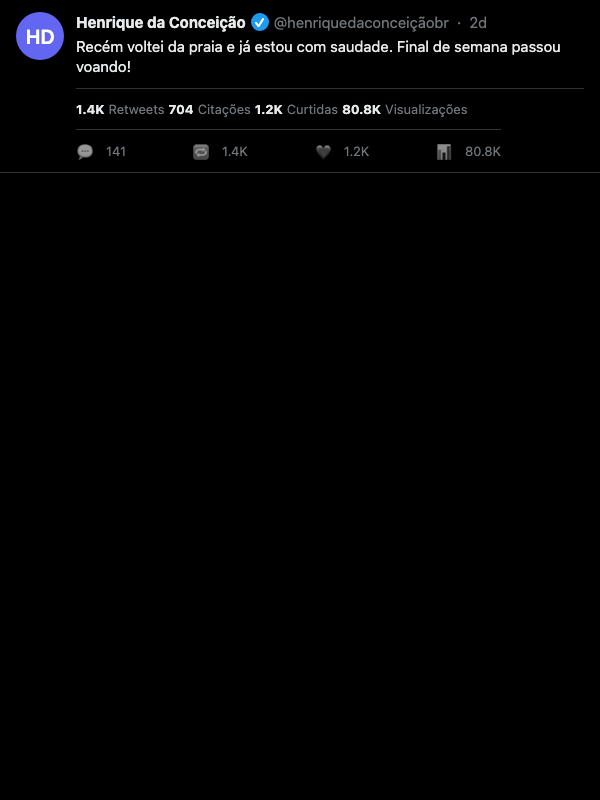 HD
Henrique da Conceição @henriquedaconceiçãobr · 2d
Recém voltei da praia e já estou com saudade. Final de semana passou
voando!
1.4K Retweets 704 Citações 1.2K Curtidas 80.8K Visualizações
141 1.4K 1.2K 80.8K